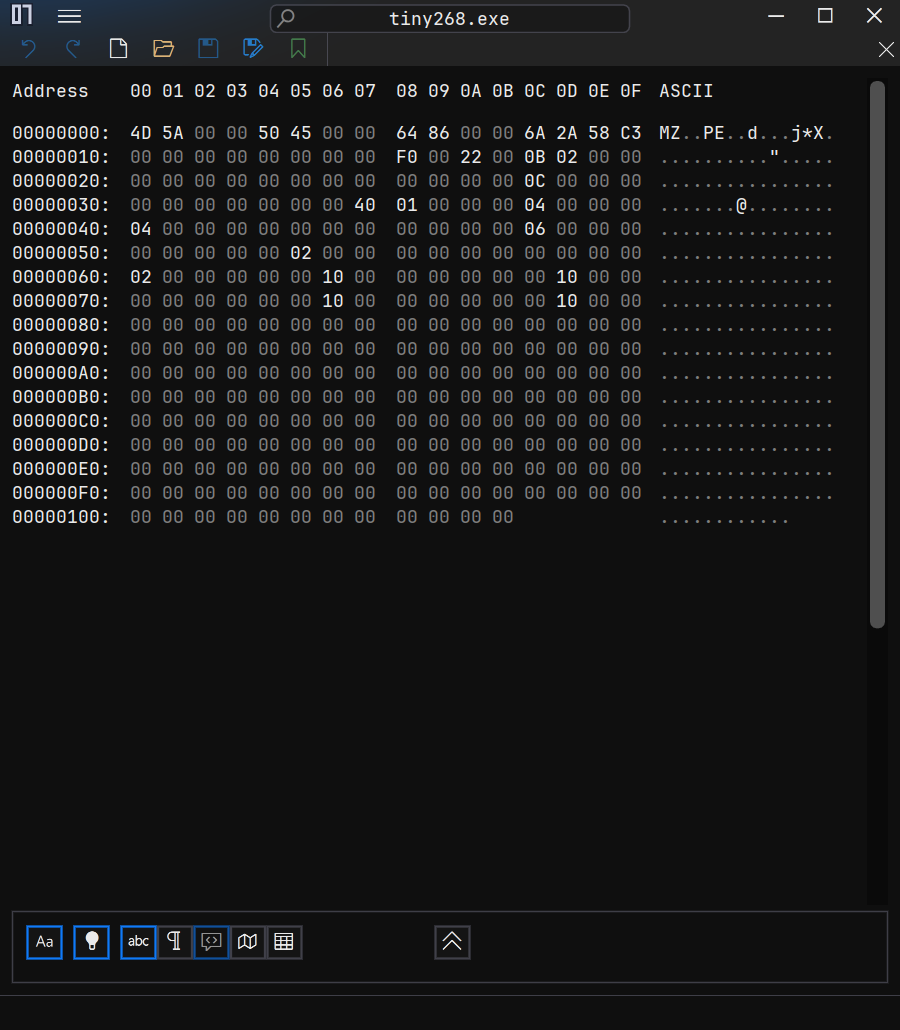 tiny268.exe
Address 00 01 02 03 04 05 06 07 08 09 0A 0B 0C 0D 0E 0F ASCII
00000000: 4D 5A 00 00 50 45 00 00 64 86 00 00 6A 2A 58 C3 MZ..PE..d...j*X.
00000010: 00 00 00 00 00 00 00 00 F0 00 22 00 0B 02 00 00 ..........".....
00000020: 00 00 00 00 00 00 00 00 00 00 00 00 0C 00 00 00 ................
00000030: 00 00 00 00 00 00 00 40 01 00 00 00 04 00 00 00 .......@........
00000040: 04 00 00 00 00 00 00 00 00 00 00 00 06 00 00 00 ................
00000050: 00 00 00 00 00 02 00 00 00 00 00 00 00 00 00 00 ................
00000060: 02 00 00 00 00 00 10 00 00 00 00 00 00 10 00 00 ................
00000070: 00 00 00 00 00 00 10 00 00 00 00 00 00 10 00 00 ................
00000080: 00 00 00 00 00 00 00 00 00 00 00 00 00 00 00 00 ................
00000090: 00 00 00 00 00 00 00 00 00 00 00 00 00 00 00 00 ................
000000A0: 00 00 00 00 00 00 00 00 00 00 00 00 00 00 00 00 ................
000000B0: 00 00 00 00 00 00 00 00 00 00 00 00 00 00 00 00 ................
000000C0: 00 00 00 00 00 00 00 00 00 00 00 00 00 00 00 00 ................
000000D0: 00 00 00 00 00 00 00 00 00 00 00 00 00 00 00 00 ................
000000E0: 00 00 00 00 00 00 00 00 00 00 00 00 00 00 00 00 ................
000000F0: 00 00 00 00 00 00 00 00 00 00 00 00 00 00 00 00 ................
00000100: 00 00 00 00 00 00 00 00 00 00 00 00 ............
Aa abc ¶